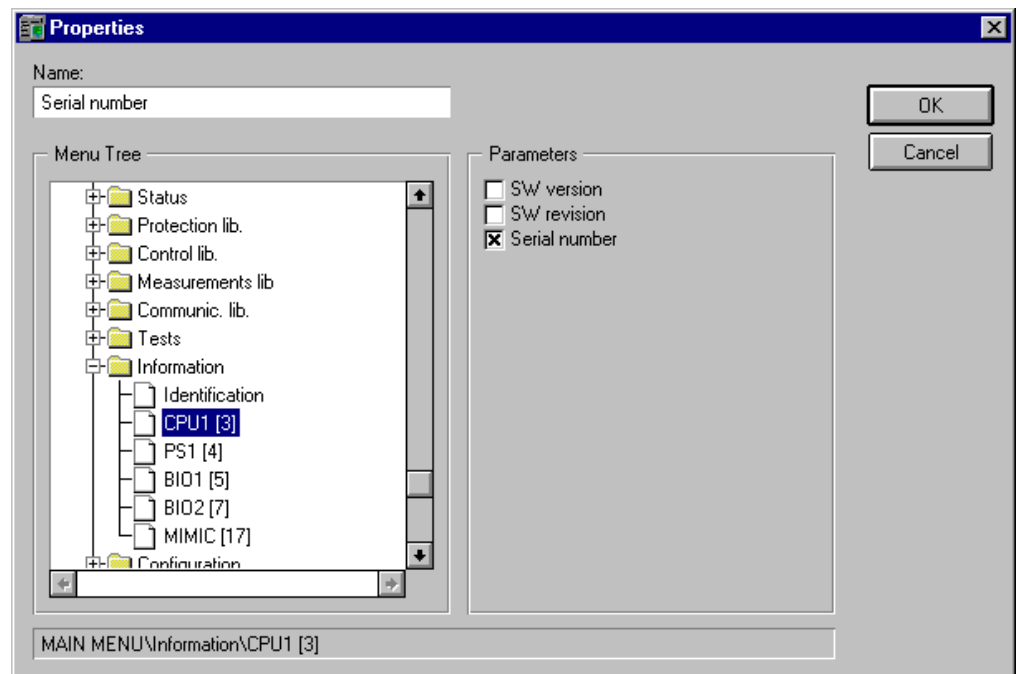 Properties
Name:
Serial number
OK
Cancel
Menu Tree
Status
Protection lib.
Control lib.
Measurements lib
Communic. lib.
Tests
Information
Identification
CPU1 [3]
PS1 [4]
BIO1 [5]
BIO2 [7]
MIMIC [17]
Configuration
Parameters
SW version
SW revision
Serial number
MAIN MENU\Information\CPU1 [3]